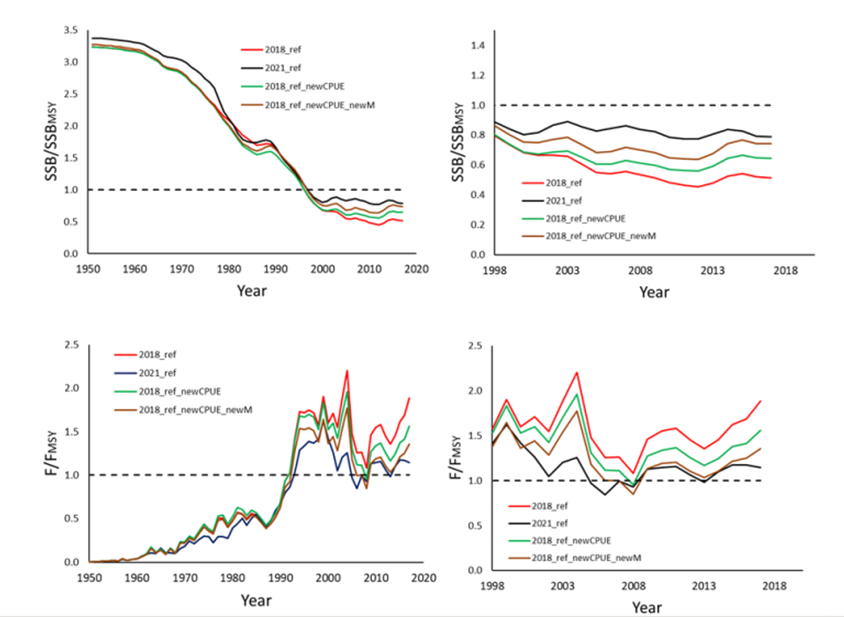 3.5
3.0
2.5
2.0
1.5
1.0
0.5
0.0
SSB/SSBMSY
2018_ref
2021_ref
2018_ref_newCPUE
2018_ref_newCPUE_newM
1950 1960 1970 1980 1990 2000 2010 2020
Year
1.4
1.2
1.0
0.8
0.6
0.4
0.2
0.0
SSB/SSBMSY
2018_ref
2021_ref
2018_ref_newCPUE
2018_ref_newCPUE_newM
1998 2003 2008 2013 2018
Year
2.5
2.0
1.5
1.0
0.5
0.0
F/FMSY
2018_ref
2021_ref
2018_ref_newCPUE
2018_ref_newCPUE_newM
1950 1960 1970 1980 1990 2000 2010 2020
Year
2.5
2.0
1.5
1.0
0.5
0.0
F/FMSY
2018_ref
2021_ref
2018_ref_newCPUE
2018_ref_newCPUE_newM
1998 2003 2008 2013 2018
Year